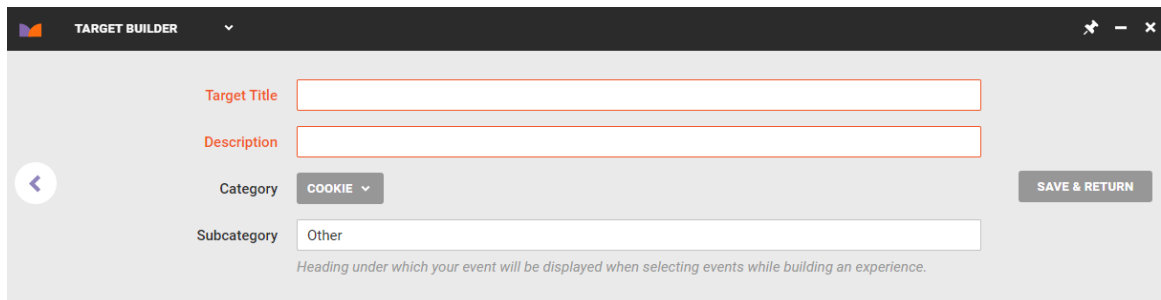 TARGET BUILDER
Target Title
Description
Category COOKIE
SAVE & RETURN
Subcategory Other
Heading under which your event will be displayed when selecting events while building an experience.